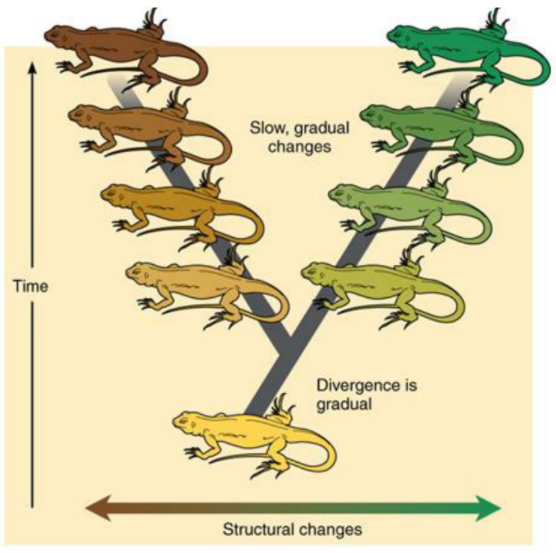 Slow, gradual
changes
Time
Divergence is
gradual
Structural changes